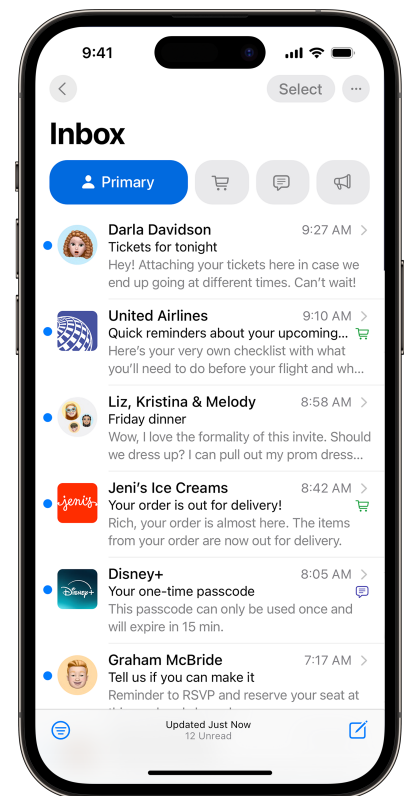 9:41
Select
Inbox
Primary
Darla Davidson 9:27 AM
Tickets for tonight
Hey! Attaching your tickets here in case we
end up going at different times. Can't wait!
United Airlines 9:10 AM
Quick reminders about your upcoming...
Here's your very own checklist with what
you'll need to do before your flight and wh...
Liz, Kristina & Melody 8:58 AM
Friday dinner
Wow, I love the formality of this invite. Should
we dress up? I can pull out my prom dress...
jeni's
Jeni's Ice Creams 8:42 AM
Your order is out for delivery!
Rich, your order is almost here. The items
from your order are now out for delivery.
Disney+
Disney+ 8:05 AM
Your one-time passcode
This passcode can only be used once and
will expire in 15 min.
Graham McBride 7:17 AM
Tell us if you can make it
Reminder to RSVP and reserve your seat at
Updated Just Now
12 Unread